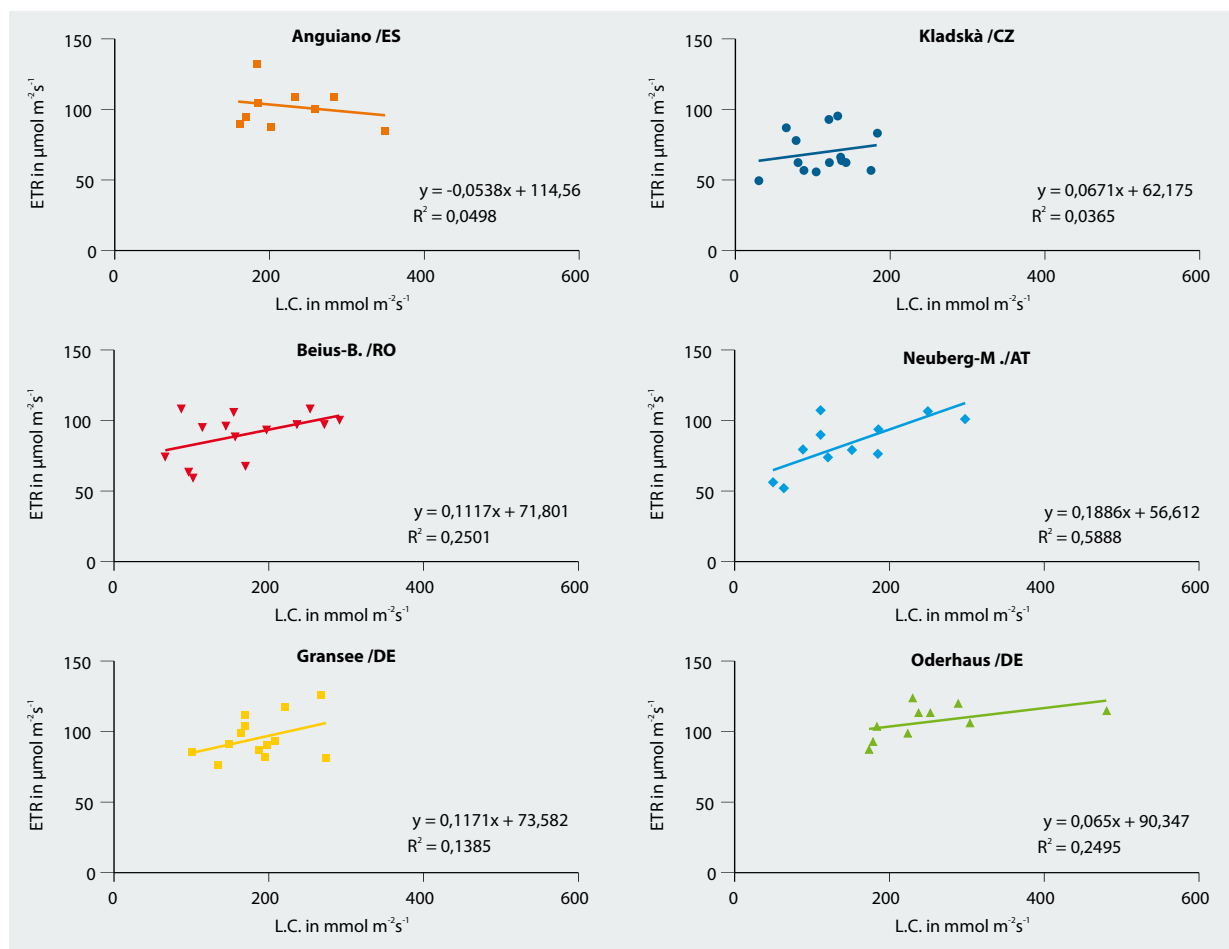 Anguiano /ES
150
100
50
0
ETR in µmol m⁻²s⁻¹
y = -0,0538x + 114,56
R² = 0,0498
0 200 400 600
L.C. in mmol m⁻²s⁻¹
Kladskà /CZ
150
100
50
0
ETR in µmol m⁻²s⁻¹
y = 0,0671x + 62,175
R² = 0,0365
0 200 400 600
L.C. in mmol m⁻²s⁻¹
Beius-B. /RO
150
100
50
0
ETR in µmol m⁻²s⁻¹
y = 0,1117x + 71,801
R² = 0,2501
0 200 400 600
L.C. in mmol m⁻²s⁻¹
Neuberg-M ./AT
150
100
50
0
ETR in µmol m⁻²s⁻¹
y = 0,1886x + 56,612
R² = 0,5888
0 200 400 600
L.C. in mmol m⁻²s⁻¹
Gransee /DE
150
100
50
0
ETR in µmol m⁻²s⁻¹
y = 0,1171x + 73,582
R² = 0,1385
0 200 400 600
L.C. in mmol m⁻²s⁻¹
Oderhaus /DE
150
100
50
0
ETR in µmol m⁻²s⁻¹
y = 0,065x + 90,347
R² = 0,2495
0 200 400 600
L.C. in mmol m⁻²s⁻¹